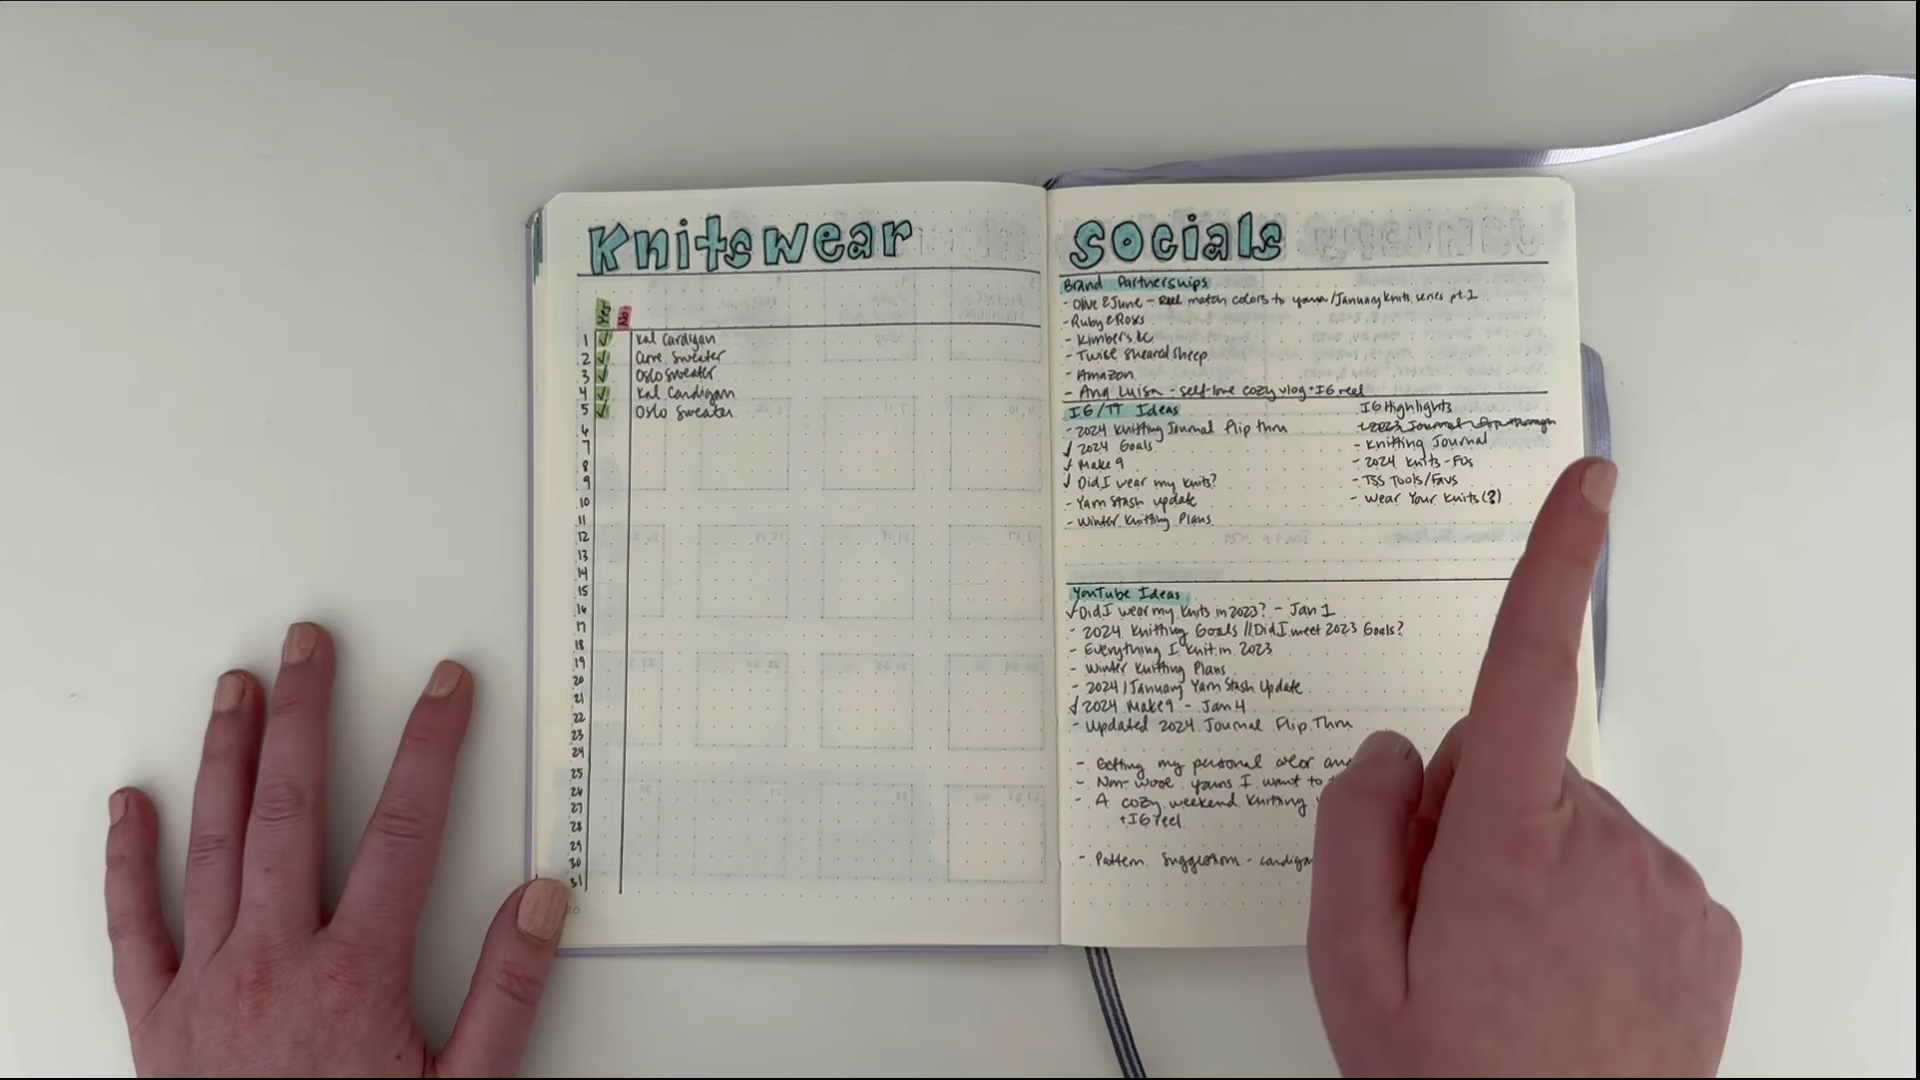 Knitswear
Yes
No
1 ✓ Kal Cardigan
2 ✓ Sweater
3 ✓ Oslo Sweater
4 ✓ Kal Cardigan
5 ✓ Oslo Sweater
6
7
8
9
10
11
12
13
14
15
16
17
18
19
20
21
22
23
24
25
26
27
28
29
30
31
Socials
Brand Partnerships
- Olive & June - Reel match colors to yarn/January knits series pt.1
- Ruby & Roses
- Kimber's &C
- Twice Sheared Sheep
- Amazon
- Ana Luisa - self-love cozy vlog + IG reel
IG/TT Ideas
- 2024 Knitting Journal Flip thru
✓ 2024 Goals
✓ Make 9
✓ Did I wear my knits?
- Yarn Stash update
- Winter Knitting Plans
IG Highlights
- 2023 Journal flip through
- Knitting Journal
- 2024 Knits - FOs
- TSS Tools/Favs
- Wear Your Knits (?)
YouTube Ideas
✓ Did I wear my knits in 2023? - Jan 1
- 2024 Knitting Goals // Did I meet 2023 Goals?
- Everything I knit in 2023
- Winter Knitting Plans
- 2024/January Yarn Stash Update
✓ 2024 Make 9 - Jan 4
- Updated 2024 Journal Flip Thru
- Getting my personal color
- Non-wool yarns I want to
- A cozy weekend knitting
+ IG reel
- Pattern Suggestions -